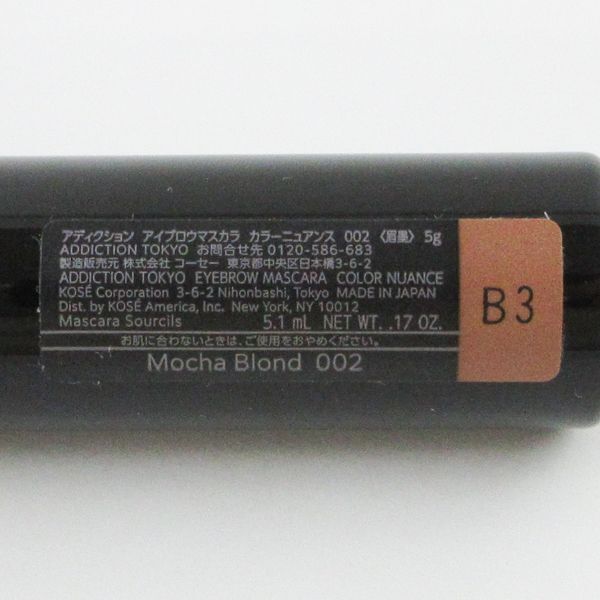 アディクション アイブロウマスカラ カラーニュアンス 002 〈眉墨〉 5g
ADDICTION TOKYO お問合せ先 0120-586-683
製造販売元 株式会社 コーセー 東京都中央区日本橋3-6-2
ADDICTION TOKYO EYEBROW MASCARA COLOR NUANCE
KOSÉ Corporation 3-6-2 Nihonbashi, Tokyo MADE IN JAPAN
Dist. by KOSÉ America, Inc. New York, NY 10012
Mascara Sourcils 5.1 mL NET WT. .17 OZ.
お肌に合わないときは、ご使用をおやめください。
Mocha Blond 002
B3